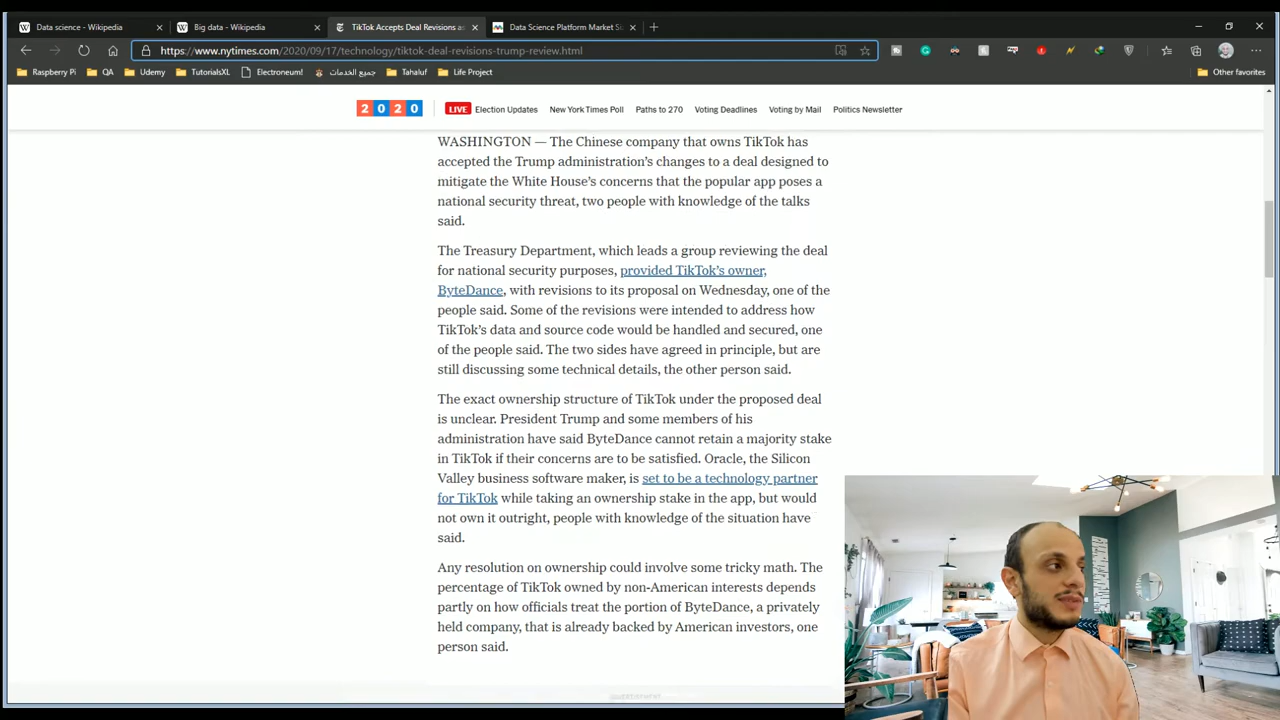 Data science - Wikipedia
Big data - Wikipedia
TikTok Accepts Deal Revisions as
Data Science Platform Market Si
https://www.nytimes.com/2020/09/17/technology/tiktok-deal-revisions-trump-review.html
Raspberry Pi
QA
Udemy
TutorialsXL
Electroneum!
جميع الخدمات
Tahaluf
Life Project
Other favorites
2020
LIVE Election Updates
New York Times Poll
Paths to 270
Voting Deadlines
Voting by Mail
Politics Newsletter
WASHINGTON — The Chinese company that owns TikTok has
accepted the Trump administration’s changes to a deal designed to
mitigate the White House’s concerns that the popular app poses a
national security threat, two people with knowledge of the talks
said.
The Treasury Department, which leads a group reviewing the deal
for national security purposes, provided TikTok’s owner,
ByteDance, with revisions to its proposal on Wednesday, one of the
people said. Some of the revisions were intended to address how
TikTok’s data and source code would be handled and secured, one
of the people said. The two sides have agreed in principle, but are
still discussing some technical details, the other person said.
The exact ownership structure of TikTok under the proposed deal
is unclear. President Trump and some members of his
administration have said ByteDance cannot retain a majority stake
in TikTok if their concerns are to be satisfied. Oracle, the Silicon
Valley business software maker, is set to be a technology partner
for TikTok while taking an ownership stake in the app, but would
not own it outright, people with knowledge of the situation have
said.
Any resolution on ownership could involve some tricky math. The
percentage of TikTok owned by non-American interests depends
partly on how officials treat the portion of ByteDance, a privately
held company, that is already backed by American investors, one
person said.